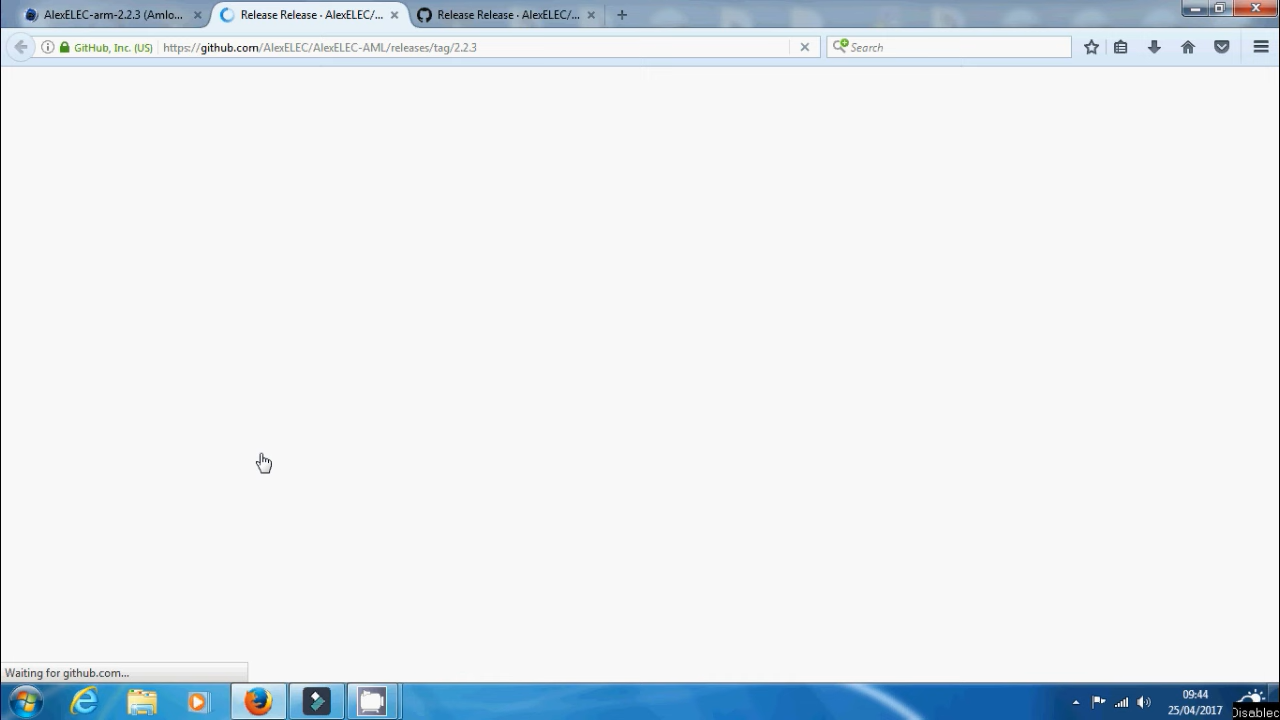 AlexELEC-arm-2.2.3 (Amlo...
Release Release · AlexELEC/...
Release Release · AlexELEC/...
GitHub, Inc. (US)
https://github.com/AlexELEC/AlexELEC-AML/releases/tag/2.2.3
Search
Waiting for github.com...
09:44
25/04/2017
Disabled